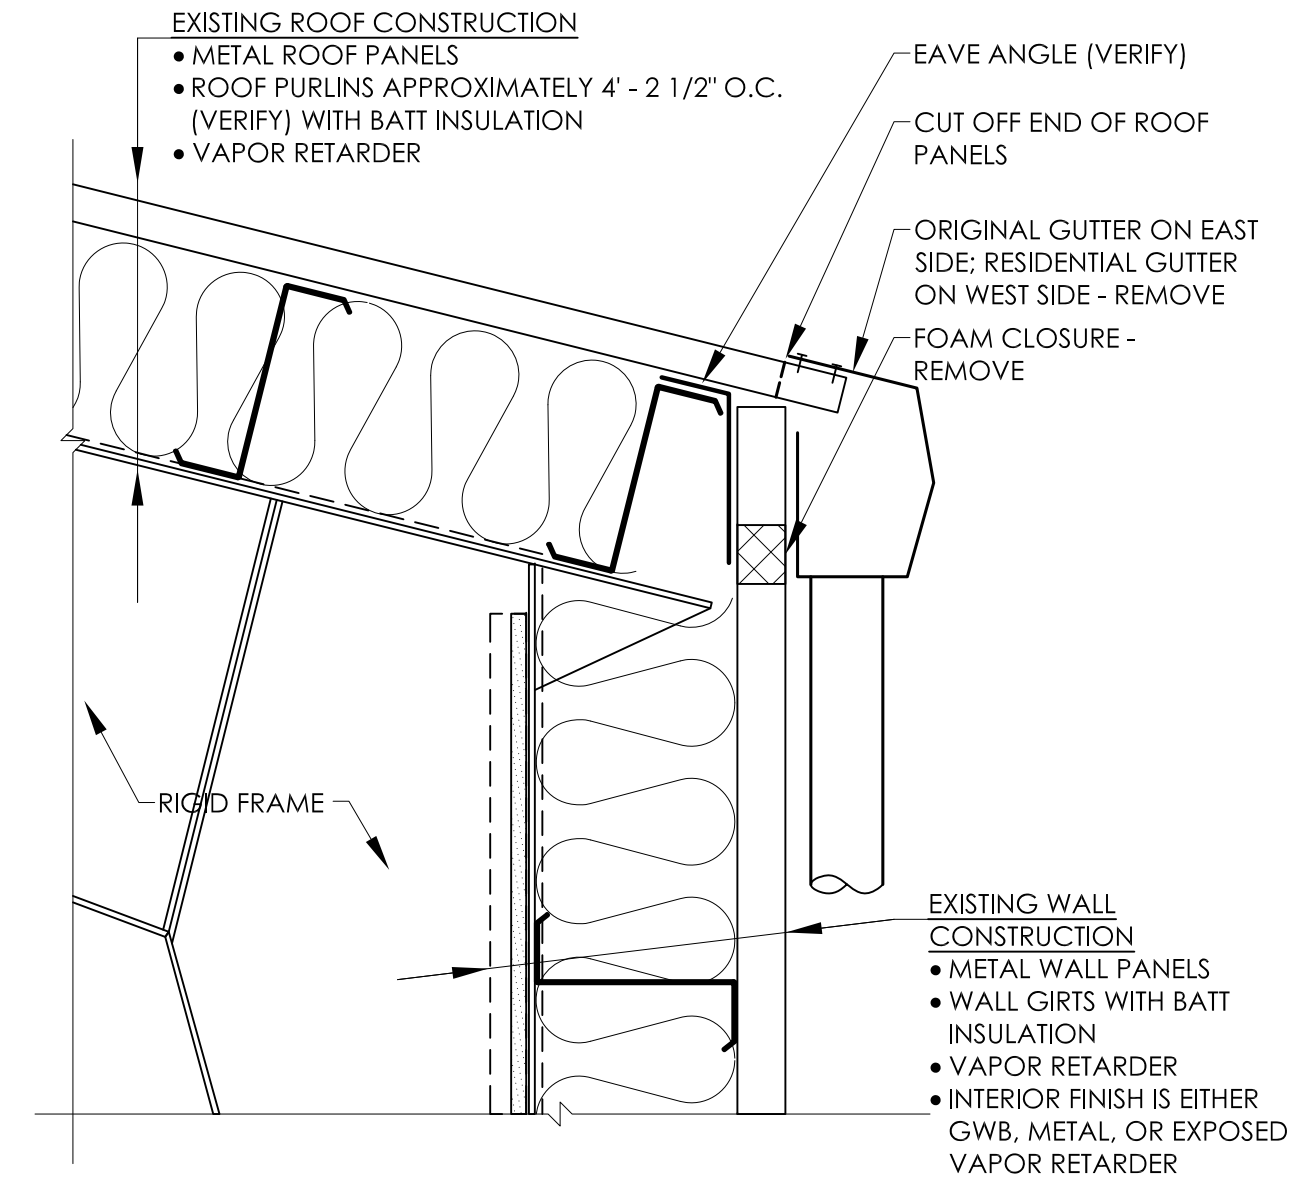 EXISTING ROOF CONSTRUCTION
• METAL ROOF PANELS
• ROOF PURLINS APPROXIMATELY 4' - 2 1/2" O.C.
(VERIFY) WITH BATT INSULATION
• VAPOR RETARDER
EAVE ANGLE (VERIFY)
CUT OFF END OF ROOF
PANELS
ORIGINAL GUTTER ON EAST
SIDE; RESIDENTIAL GUTTER
ON WEST SIDE - REMOVE
FOAM CLOSURE -
REMOVE
RIGID FRAME
EXISTING WALL
CONSTRUCTION
• METAL WALL PANELS
• WALL GIRTS WITH BATT
INSULATION
• VAPOR RETARDER
• INTERIOR FINISH IS EITHER
GWB, METAL, OR EXPOSED
VAPOR RETARDER